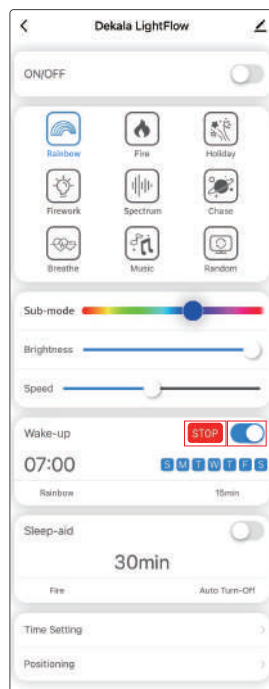 Dekala LightFlow
ON/OFF
Rainbow Fire Holiday
Firework Spectrum Chase
Breathe Music Random
Sub-mode
Brightness
Speed
Wake-up STOP
07:00 S M T W T F S
Rainbow 15min
Sleep-aid
30min
Fire Auto Turn-Off
Time Setting
Positioning